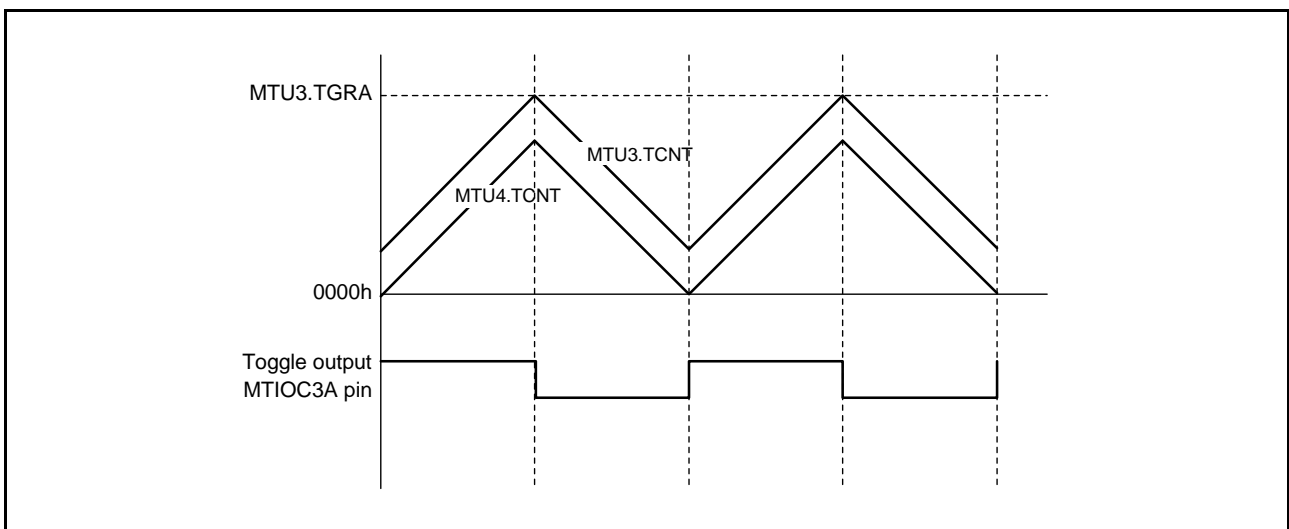 MTU3.TGRA
MTU3.TCNT
MTU4.TCNT
0000h
Toggle output
MTIOC3A pin